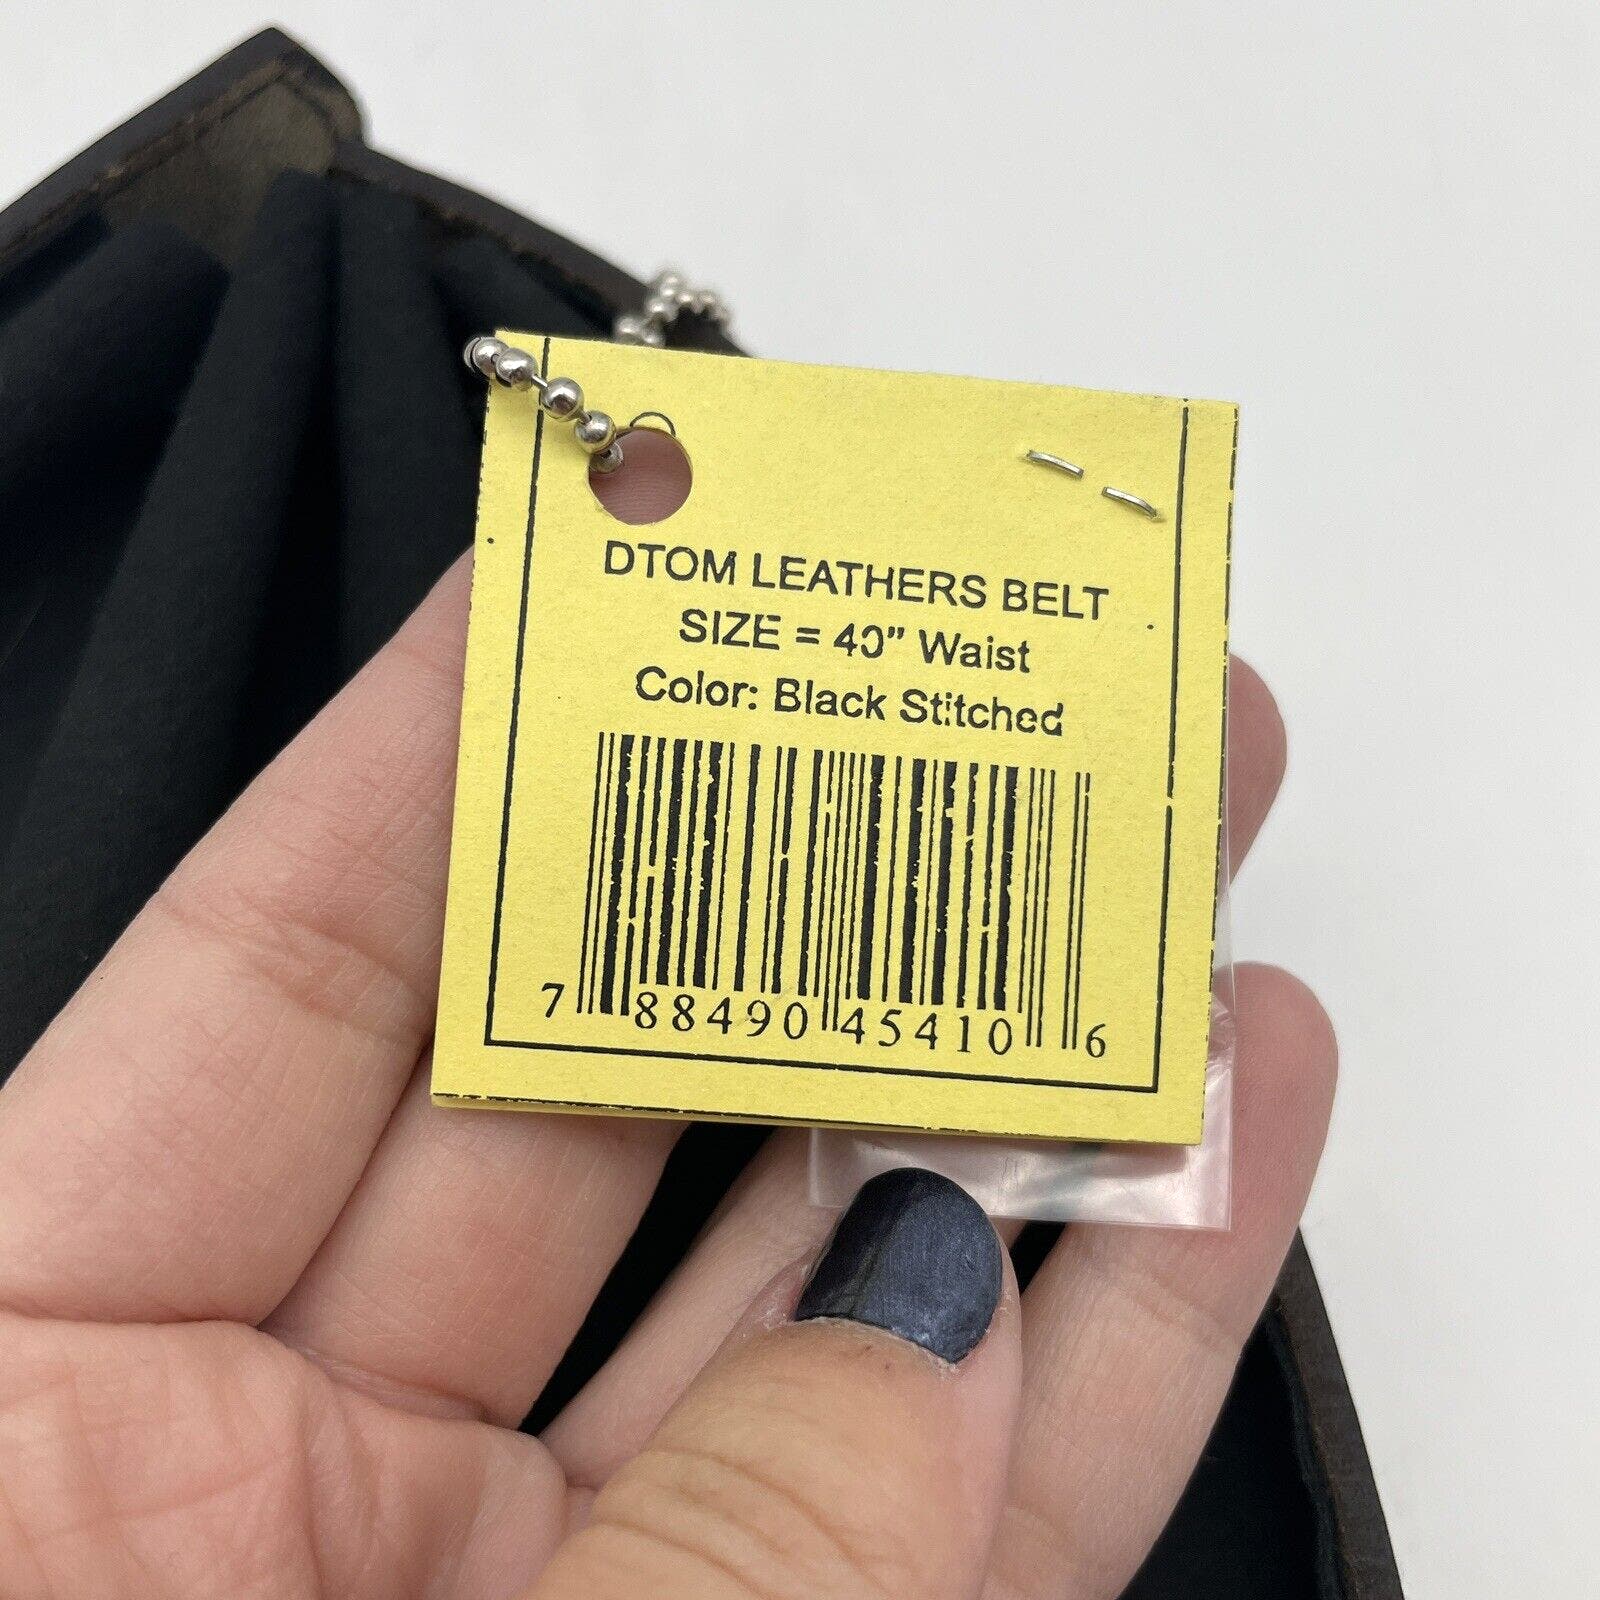 DTOM LEATHERS BELT
SIZE = 40” Waist
Color: Black Stitched
7 88490 45410 6